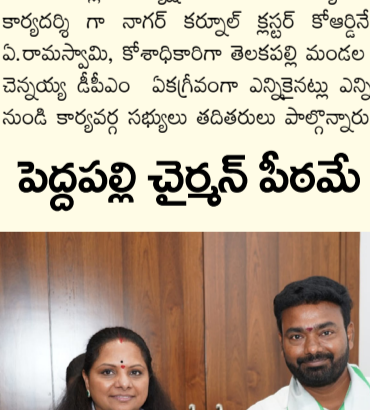 కార్యదర్శి గా నాగర్ కర్నూల్ క్లస్టర్ కోఆర్డినే
ఏ.రామస్వామి, కోశాధికారిగా తెలకపల్లి మండల
చెన్నయ్య డీపీఎం ఏకగ్రీవంగా ఎన్నికైనట్లు ఎన్ని
నుండి కార్యవర్గ సభ్యులు తదితరులు పాల్గొన్నారు
పెద్దపల్లి చైర్మన్ పీఠమే